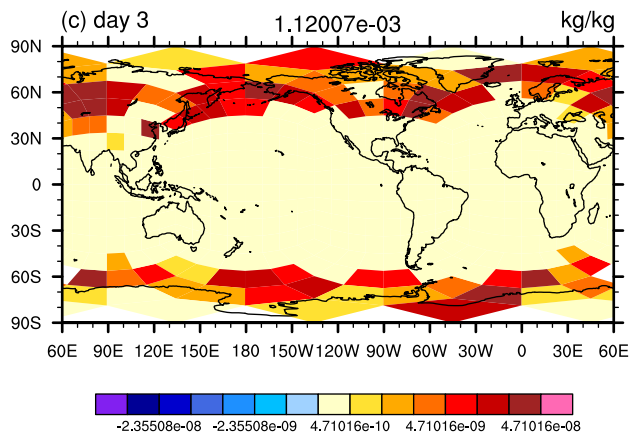 (c) day 3 1.12007e-03 kg/kg
90N
60N
30N
0
30S
60S
90S
60E 90E 120E 150E 180 150W 120W 90W 60W 30W 0 30E 60E
-2.35508e-08 -2.35508e-09 4.71016e-10 4.71016e-09 4.71016e-08